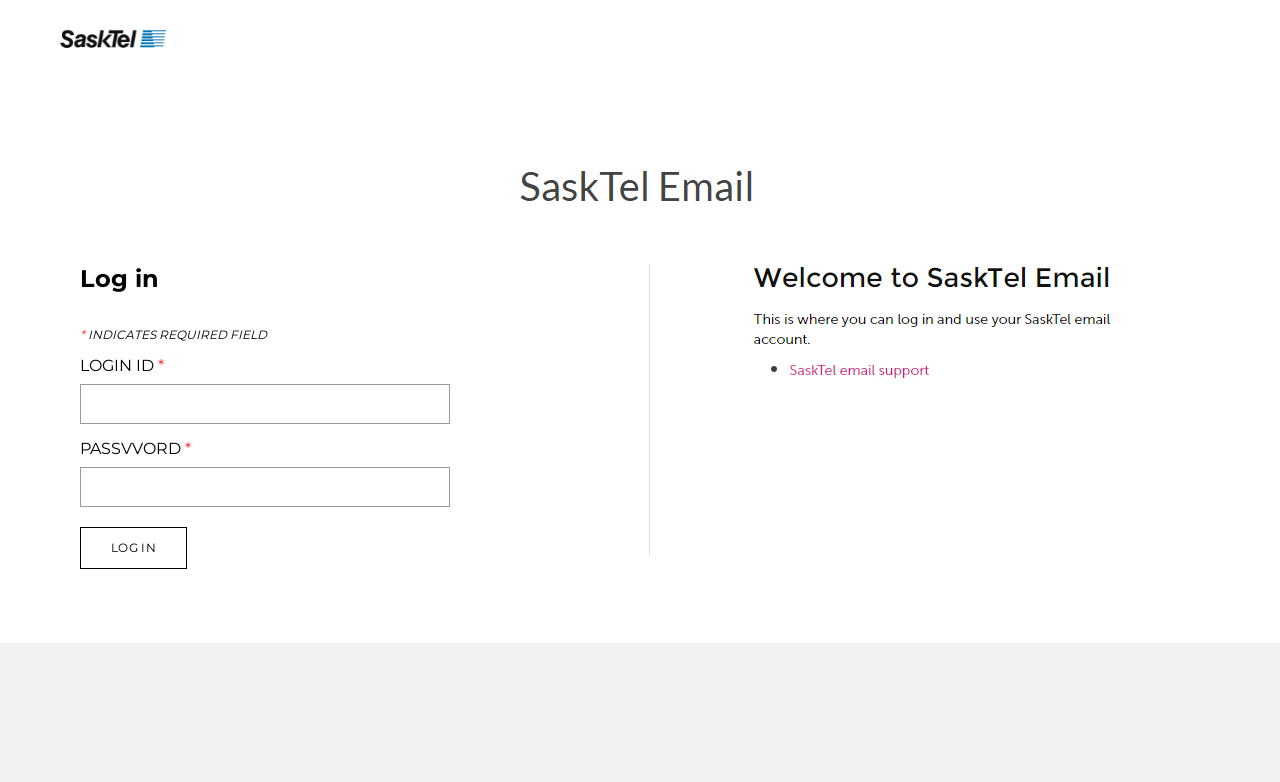 SaskTel
SaskTel Email
Log in
* INDICATES REQUIRED FIELD
LOGIN ID *
PASSVVORD *
LOG IN
Welcome to SaskTel Email
This is where you can log in and use your SaskTel email
account.
• SaskTel email support